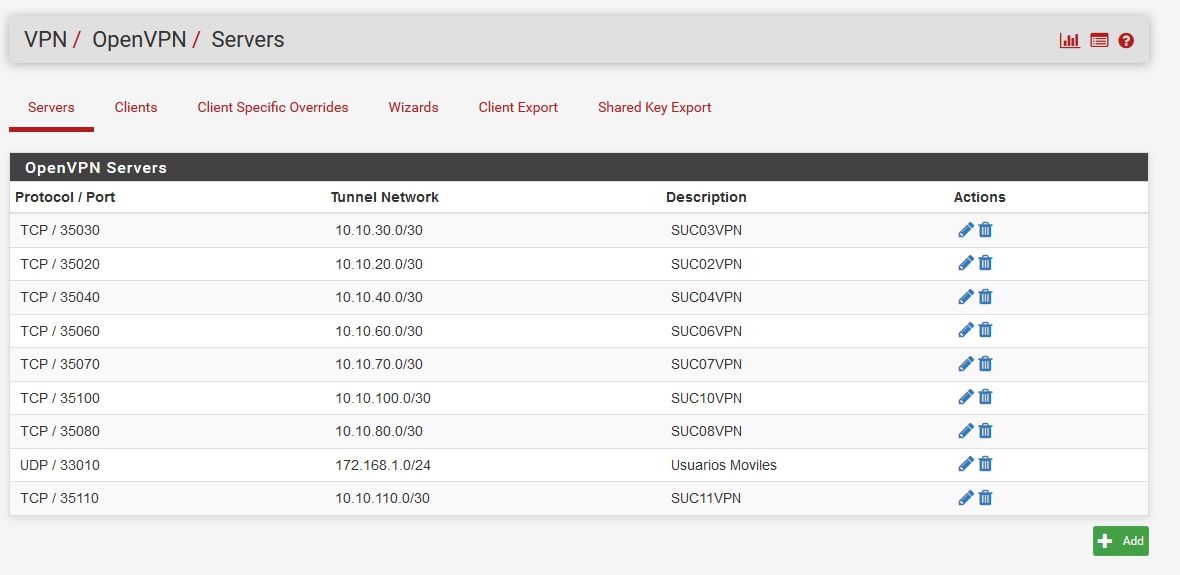 VPN / OpenVPN / Servers
Servers Clients Client Specific Overrides Wizards Client Export Shared Key Export
OpenVPN Servers
Protocol / Port Tunnel Network Description Actions
TCP / 35030 10.10.30.0/30 SUC03VPN
TCP / 35020 10.10.20.0/30 SUC02VPN
TCP / 35040 10.10.40.0/30 SUC04VPN
TCP / 35060 10.10.60.0/30 SUC06VPN
TCP / 35070 10.10.70.0/30 SUC07VPN
TCP / 35100 10.10.100.0/30 SUC10VPN
TCP / 35080 10.10.80.0/30 SUC08VPN
UDP / 33010 172.168.1.0/24 Usuarios Moviles
TCP / 35110 10.10.110.0/30 SUC11VPN
Add